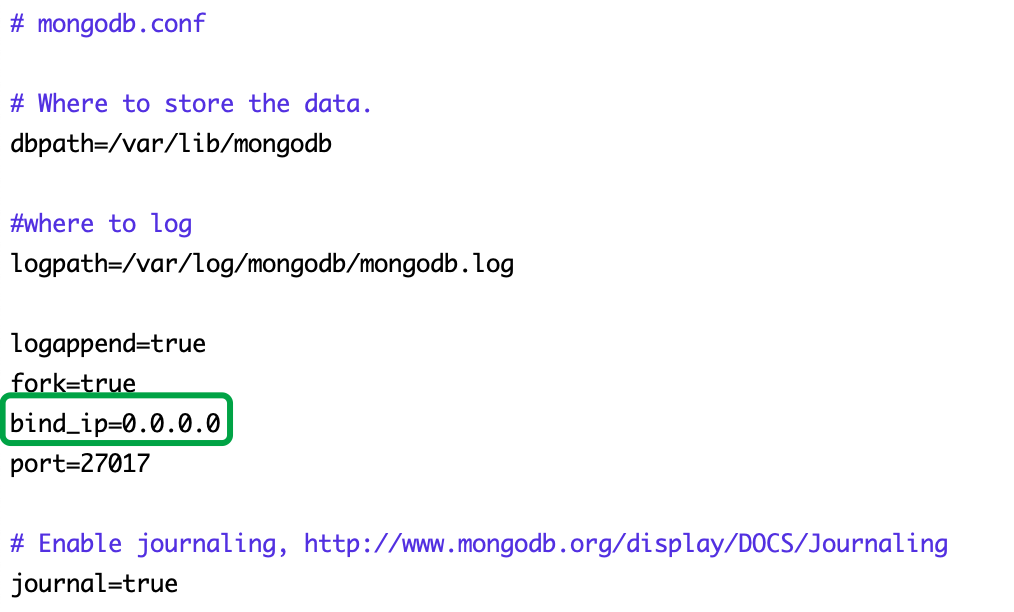 # mongodb.conf
# Where to store the data.
dbpath=/var/lib/mongodb
#where to log
logpath=/var/log/mongodb/mongodb.log
logappend=true
fork=true
bind_ip=0.0.0.0
port=27017
# Enable journaling, http://www.mongodb.org/display/DOCS/Journaling
journal=true